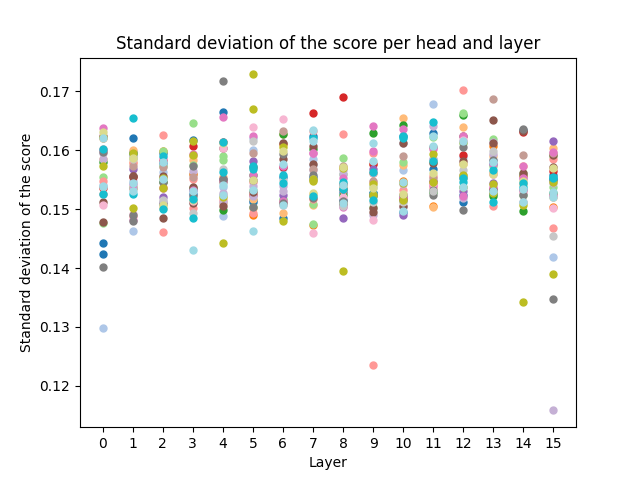 Standard deviation of the score per head and layer
Standard deviation of the score
0.17
0.16
0.15
0.14
0.13
0.12
0 1 2 3 4 5 6 7 8 9 10 11 12 13 14 15
Layer